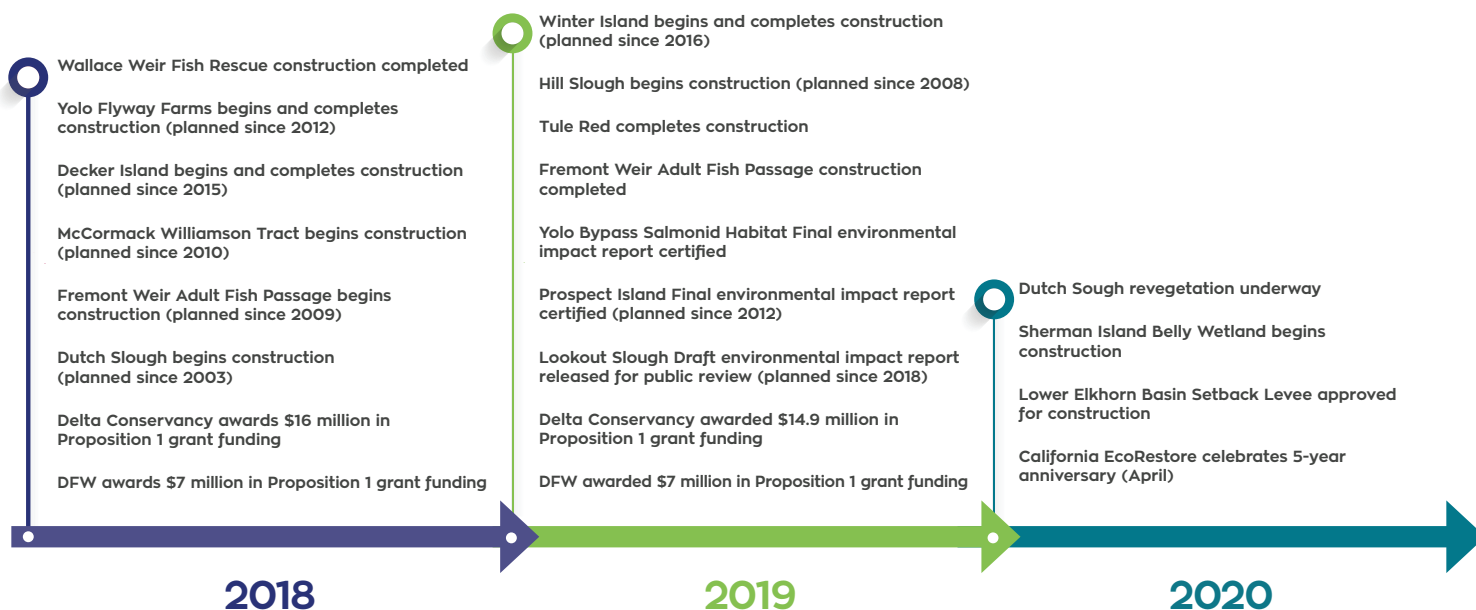 Wallace Weir Fish Rescue construction completed
Yolo Flyway Farms begins and completes
construction (planned since 2012)
Decker Island begins and completes construction
(planned since 2015)
McCormack Williamson Tract begins construction
(planned since 2010)
Fremont Weir Adult Fish Passage begins
construction (planned since 2009)
Dutch Slough begins construction
(planned since 2003)
Delta Conservancy awards $16 million in
Proposition 1 grant funding
DFW awards $7 million in Proposition 1 grant funding
2018
Winter Island begins and completes construction
(planned since 2016)
Hill Slough begins construction (planned since 2008)
Tule Red completes construction
Fremont Weir Adult Fish Passage construction
completed
Yolo Bypass Salmonid Habitat Final environmental
impact report certified
Prospect Island Final environmental impact report
certified (planned since 2012)
Lookout Slough Draft environmental impact report
released for public review (planned since 2018)
Delta Conservancy awarded $14.9 million in
Proposition 1 grant funding
DFW awarded $7 million in Proposition 1 grant funding
2019
Dutch Sough revegetation underway
Sherman Island Belly Wetland begins
construction
Lower Elkhorn Basin Setback Levee approved
for construction
California EcoRestore celebrates 5-year
anniversary (April)
2020